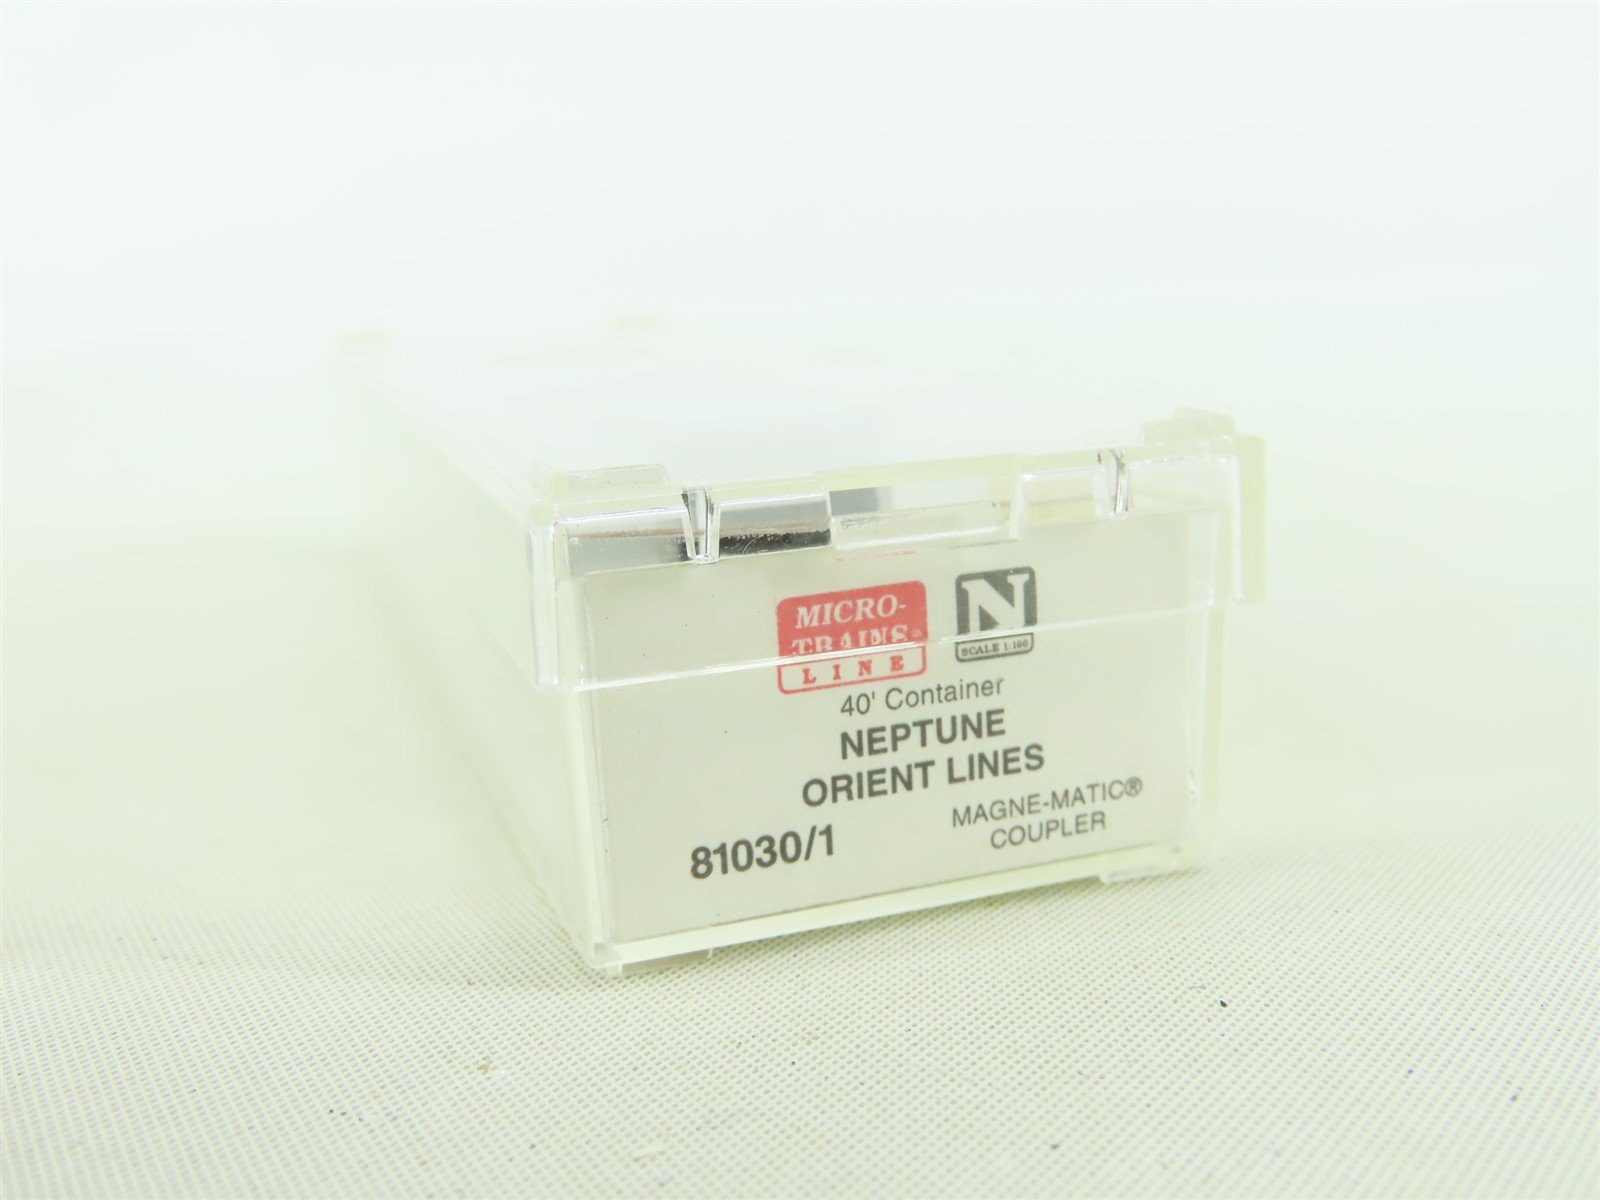 MICRO-
TRAINS®
LINE
N
SCALE 1:160
40' Container
NEPTUNE
ORIENT LINES
81030/1
MAGNE-MATIC®
COUPLER